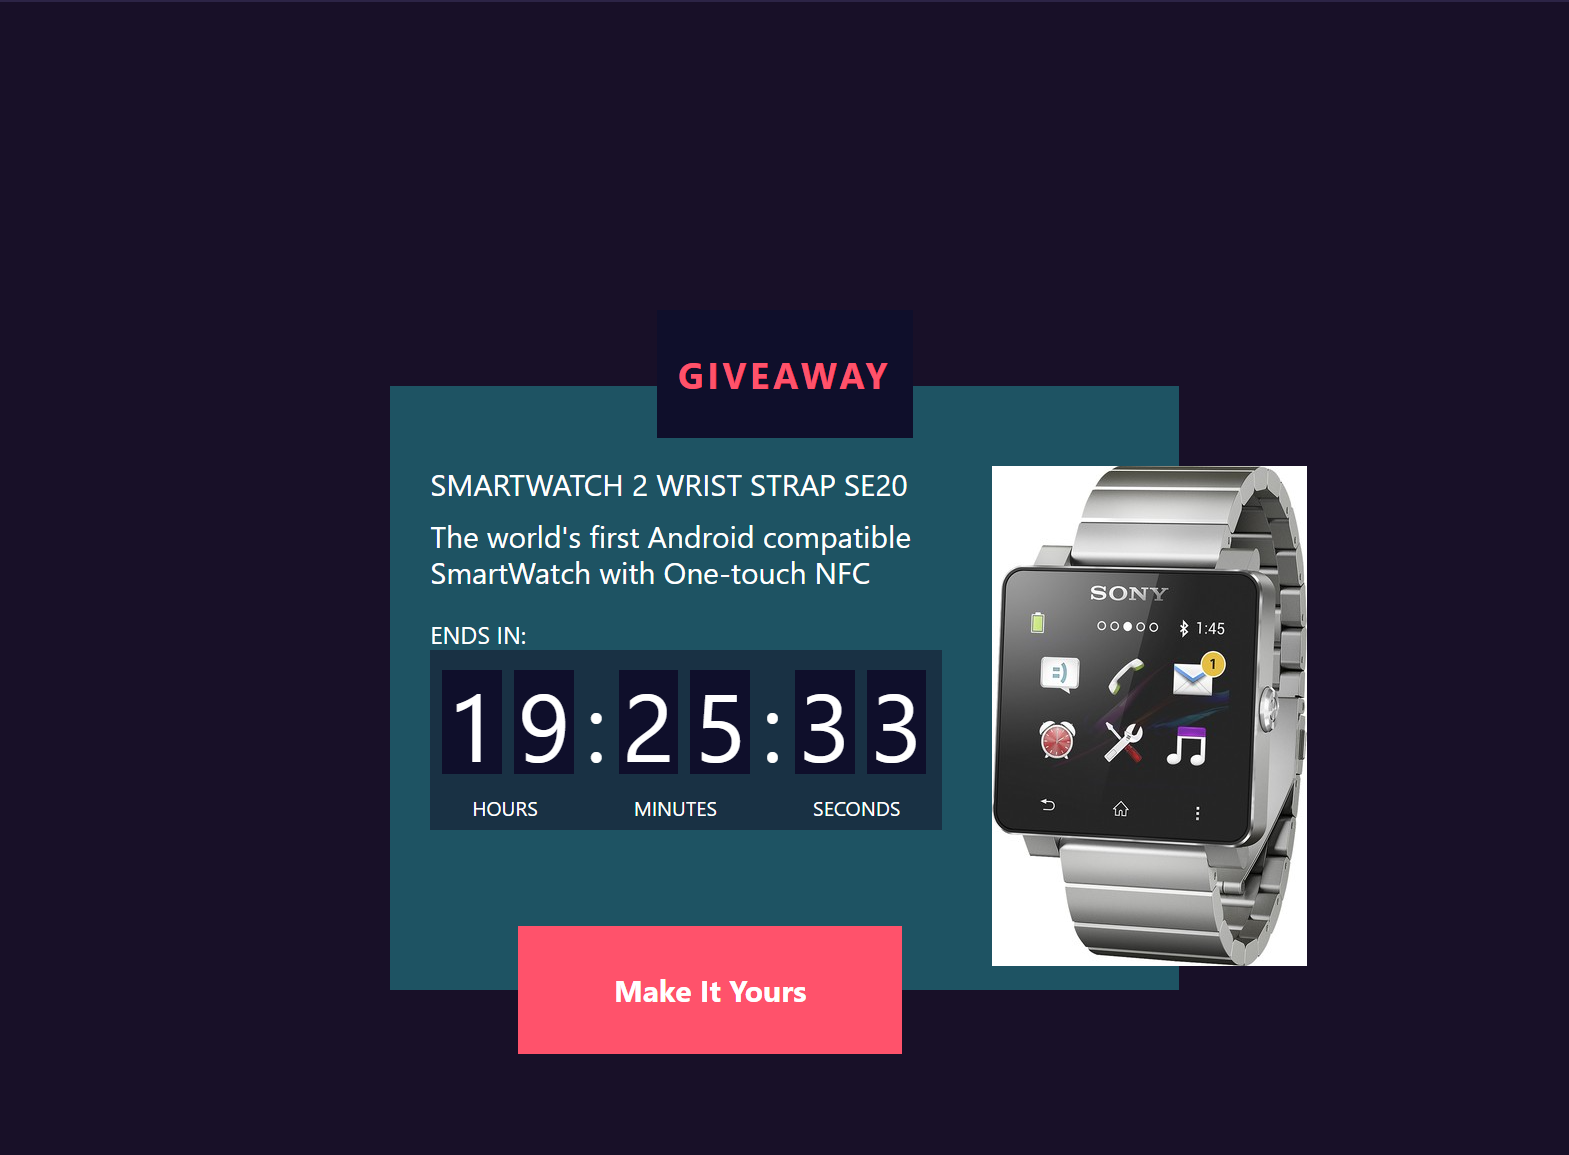 GIVEAWAY
SMARTWATCH 2 WRIST STRAP SE20
The world's first Android compatible
SmartWatch with One-touch NFC
ENDS IN:
19:25:33
HOURS MINUTES SECONDS
SONY
1:45
1
Make It Yours